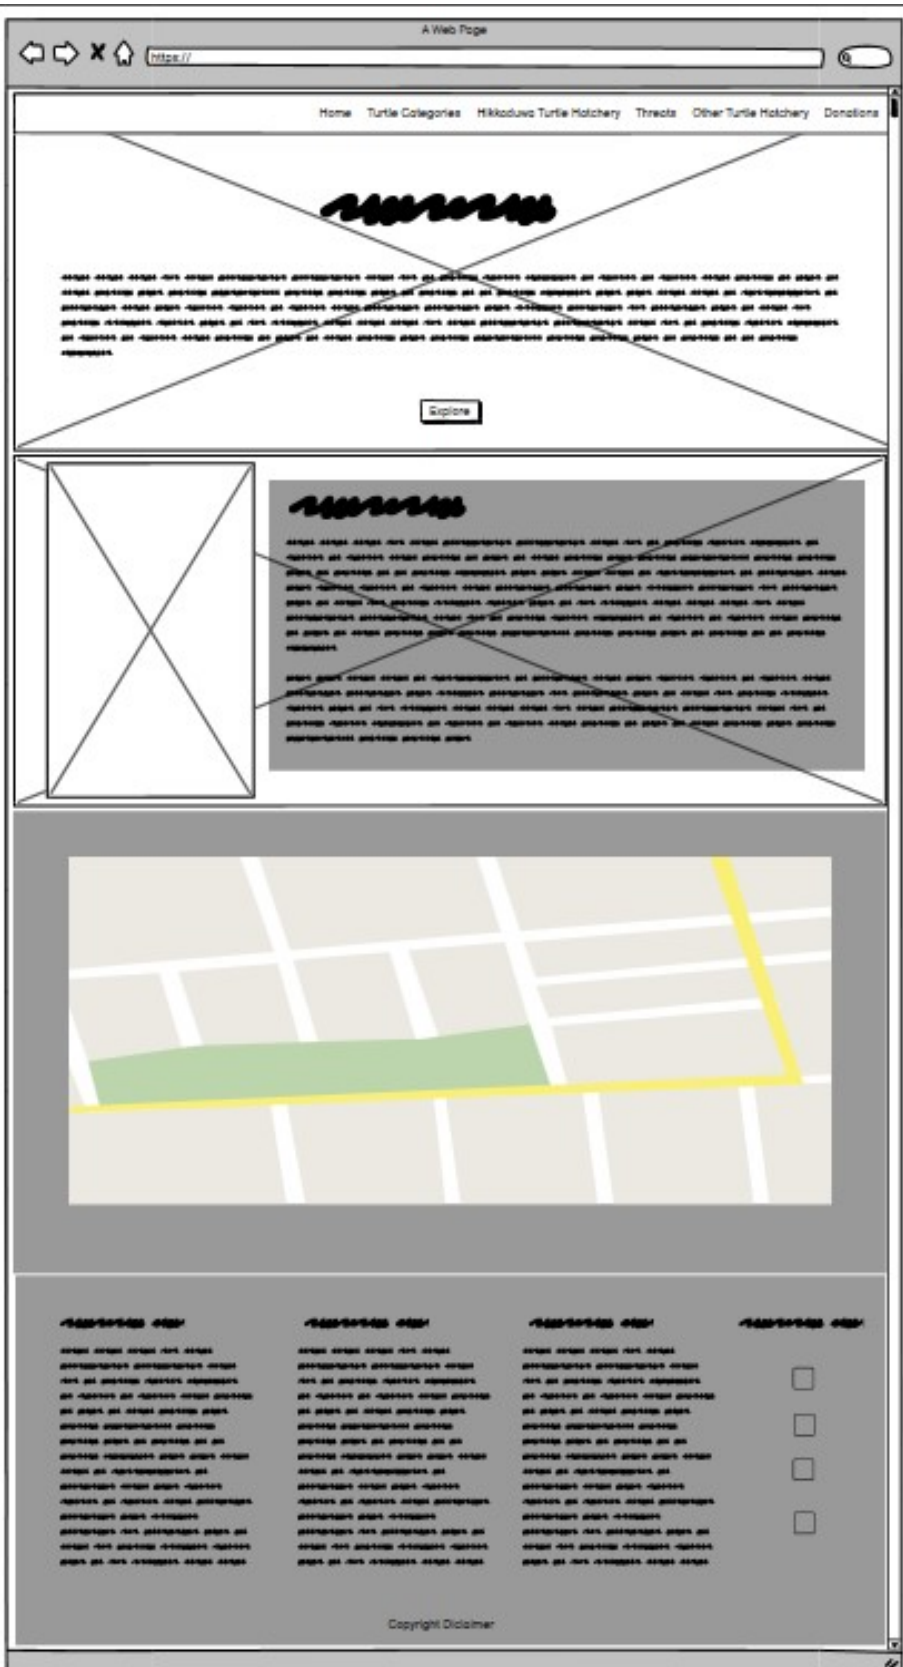 A Web Page
https://
Home Turtle Categories Hikkaduwa Turtle Hatchery Threats Other Turtle Hatchery Donations
Explore
Copyright Diclaimer